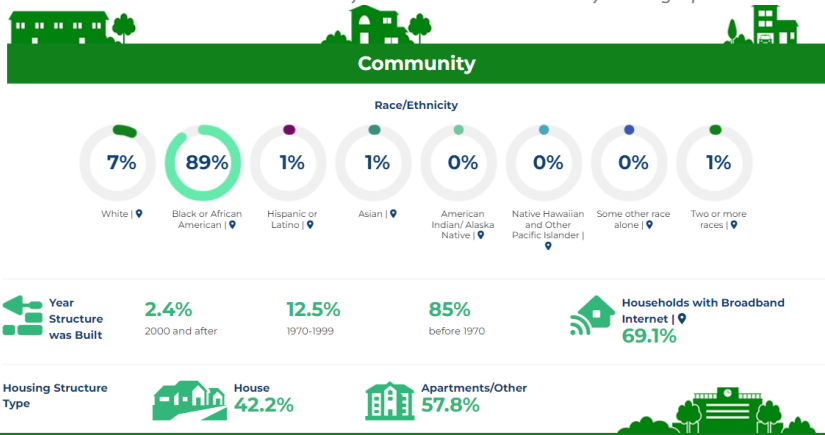 Community
Race/Ethnicity
7%
89%
1%
1%
0%
0%
0%
1%
White |
Black or African
American |
Hispanic or
Latino |
Asian |
American
Indian/ Alaska
Native |
Native Hawaiian
and Other
Pacific Islander |
Some other race
alone |
Two or more
races |
Year
Structure
was Built
2.4%
2000 and after
12.5%
1970-1999
85%
before 1970
Households with Broadband
Internet |
69.1%
Housing Structure
Type
House
42.2%
Apartments/Other
57.8%